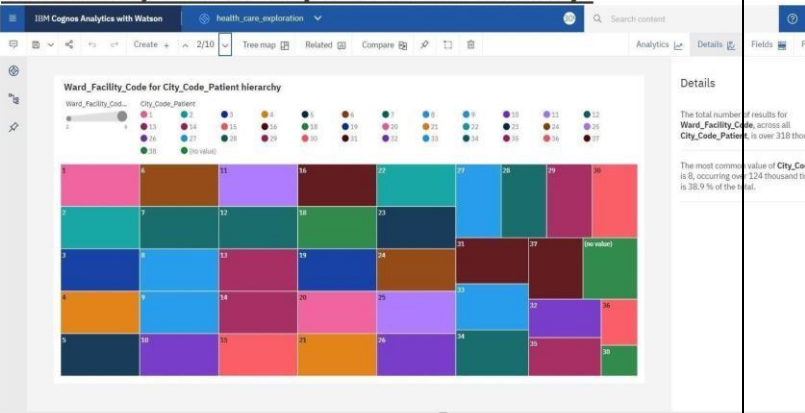 IBM Cognos Analytics with Watson
health_care_exploration
Search content
Create +
2/10
Tree map
Related
Compare
Analytics
Details
Fields
Ward_Facility_Code for City_Code_Patient hierarchy
Ward_Facility_Cod...
City_Code_Patient
1 2 3 4 5 6 7 8 9 10 11 12
13 14 15 16 18 19 20 21 22 23 24 25
26 27 28 29 30 31 32 33 34 35 36 37
38 (no value)
1 6 11 16 22 27 28 29 30
2 7 12 18 23
3 8 13 19 24 31 37 (no value)
4 9 14 20 25 33 32 36
5 10 15 21 26 34 35 38
Details
The total number of results for
Ward_Facility_Code, across all
City_Code_Patient, is over 318 thou
The most common value of City_Co
is 8, occurring over 124 thousand ti
is 38.9 % of the total.